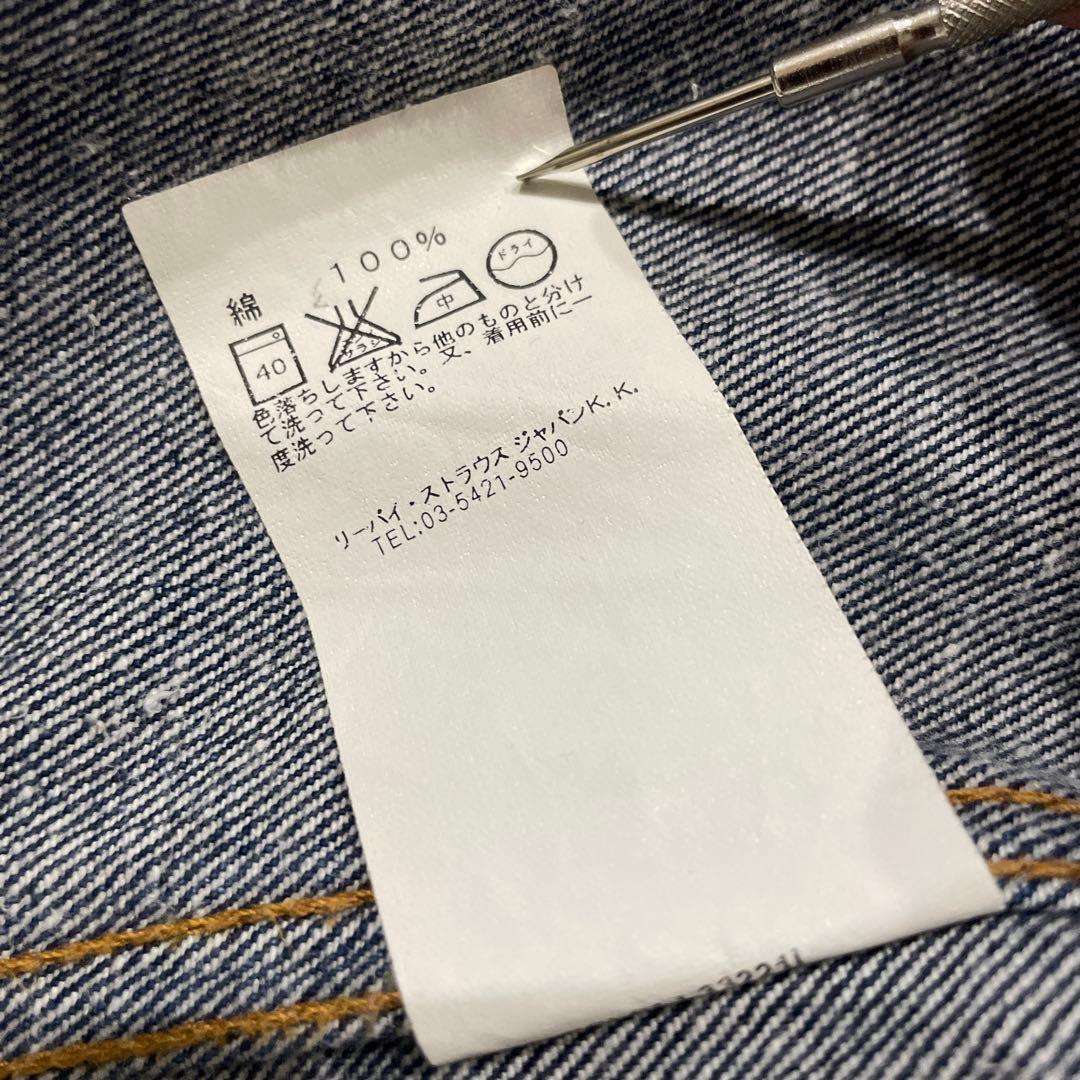 綿 100%
40 サラシ 中 ドライ
色落ちしますから他のものと分け
て洗って下さい。又、着用前に一
度洗って下さい。
リーバイ・ストラウス ジャパンK.K.
TEL:03-5421-9500